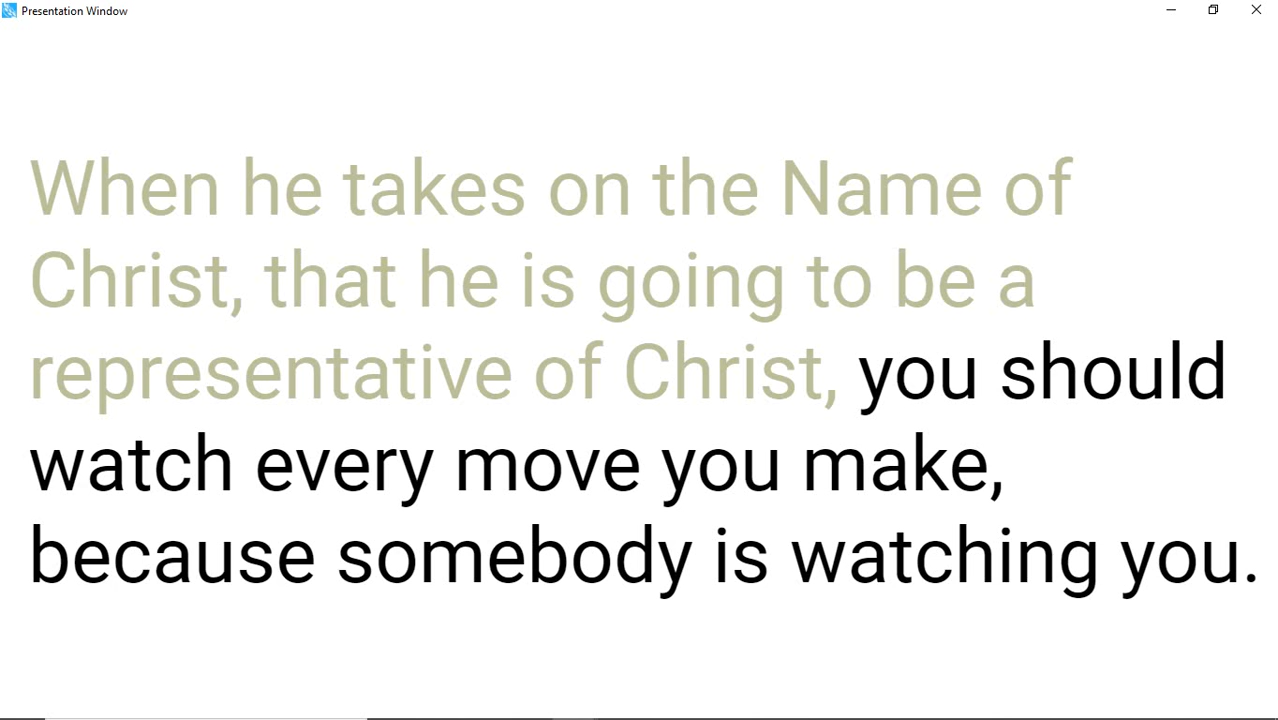 Presentation Window
When he takes on the Name of
Christ, that he is going to be a
representative of Christ, you should
watch every move you make,
because somebody is watching you.